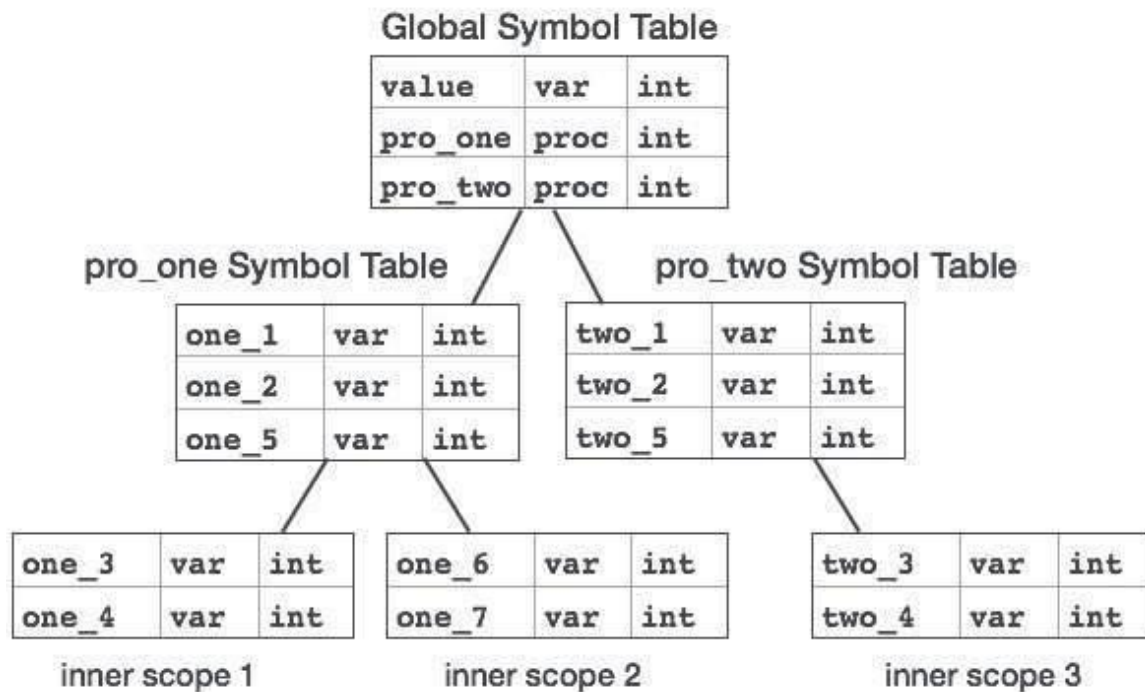 Global Symbol Table
value var int
pro_one proc int
pro_two proc int
pro_one Symbol Table
one_1 var int
one_2 var int
one_5 var int
pro_two Symbol Table
two_1 var int
two_2 var int
two_5 var int
one_3 var int
one_4 var int
inner scope 1
one_6 var int
one_7 var int
inner scope 2
two_3 var int
two_4 var int
inner scope 3